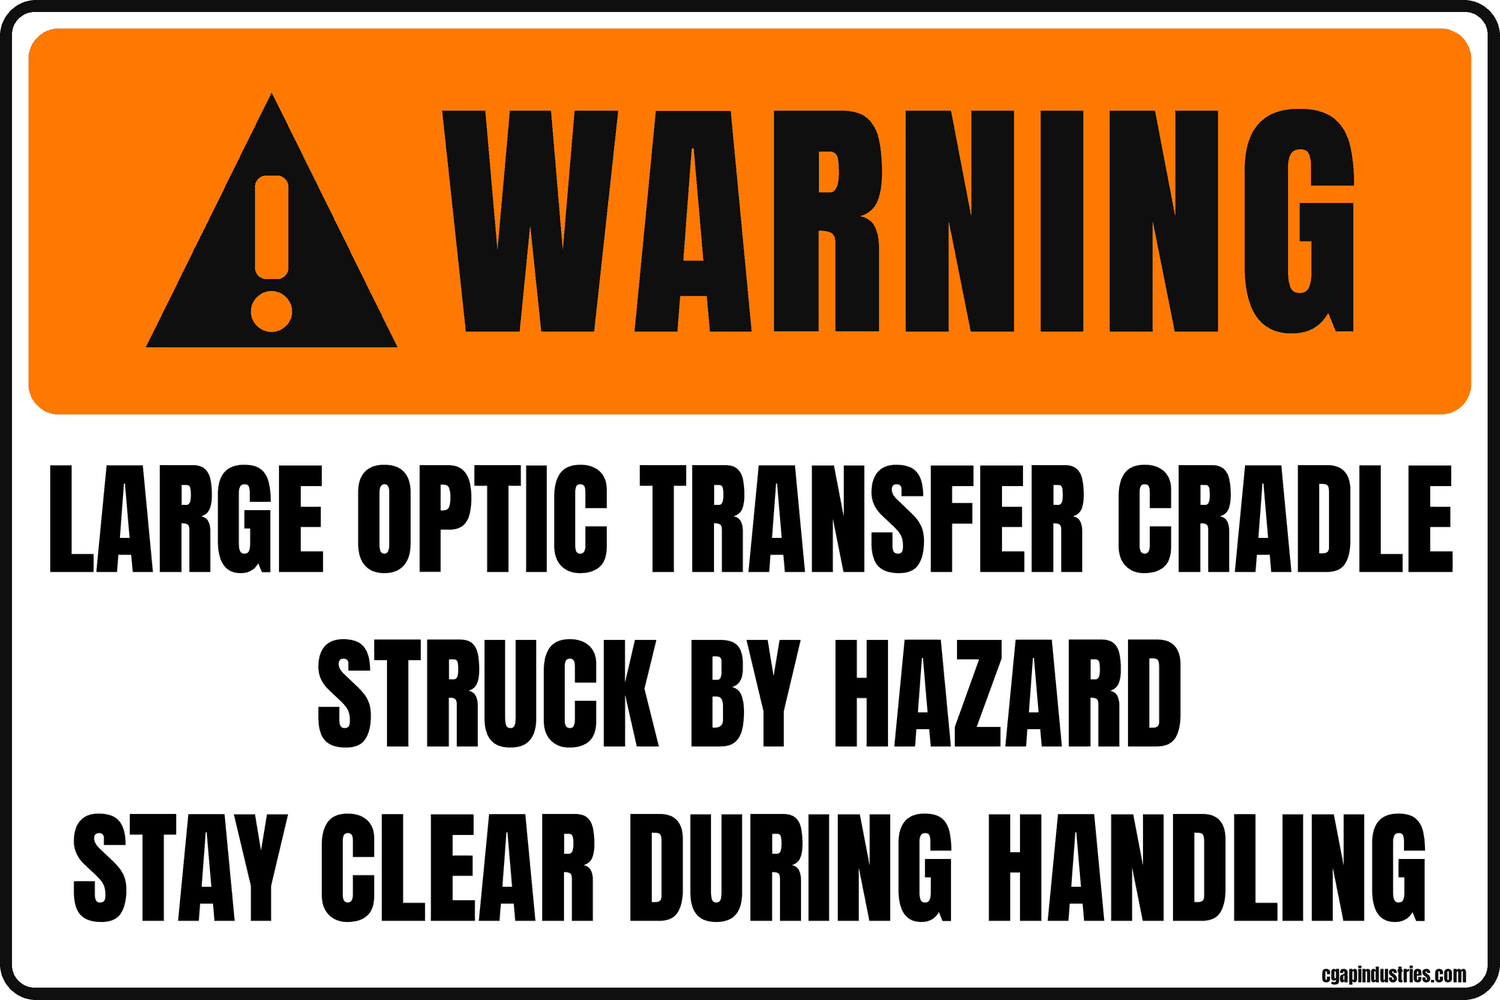 WARNING
LARGE OPTIC TRANSFER CRADLE
STRUCK BY HAZARD
STAY CLEAR DURING HANDLING
cgapindustries.com